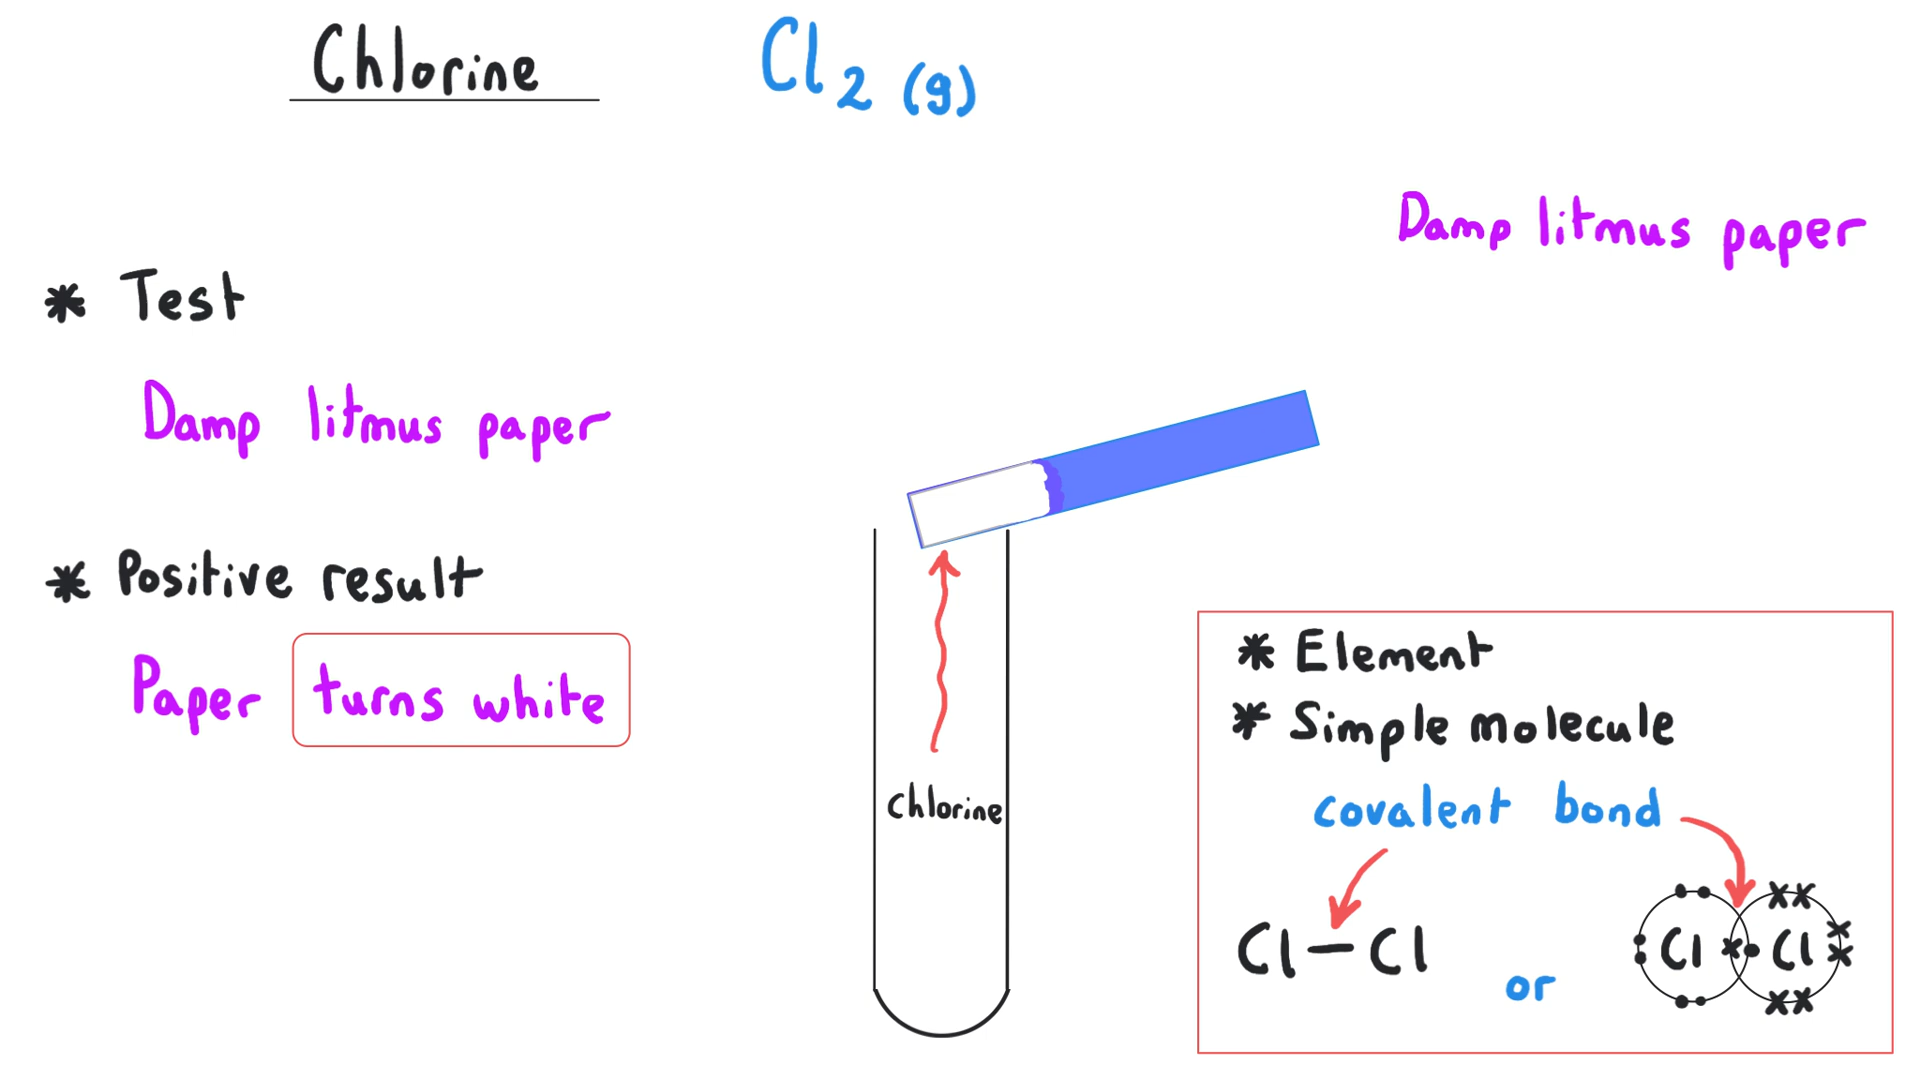 Chlorine Cl2 (g)
Damp litmus paper
* Test
Damp litmus paper
* Positive result
Paper turns white
Chlorine
* Element
* Simple molecule
covalent bond
Cl — Cl or Cl Cl